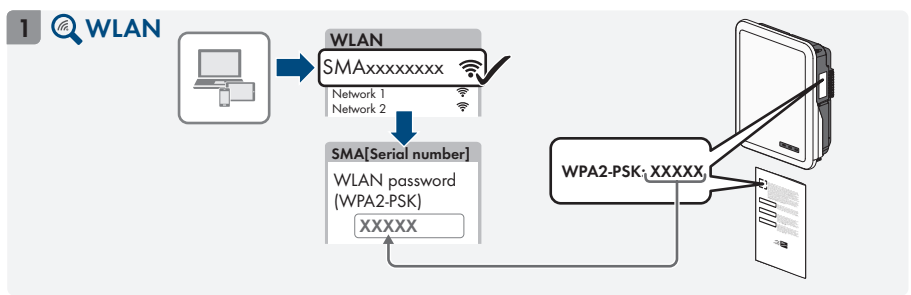 1 WLAN
WLAN
SMAxxxxxxxx
Network 1
Network 2
SMA[Serial number]
WLAN password
(WPA2-PSK)
XXXXX
WPA2-PSK: XXXXX